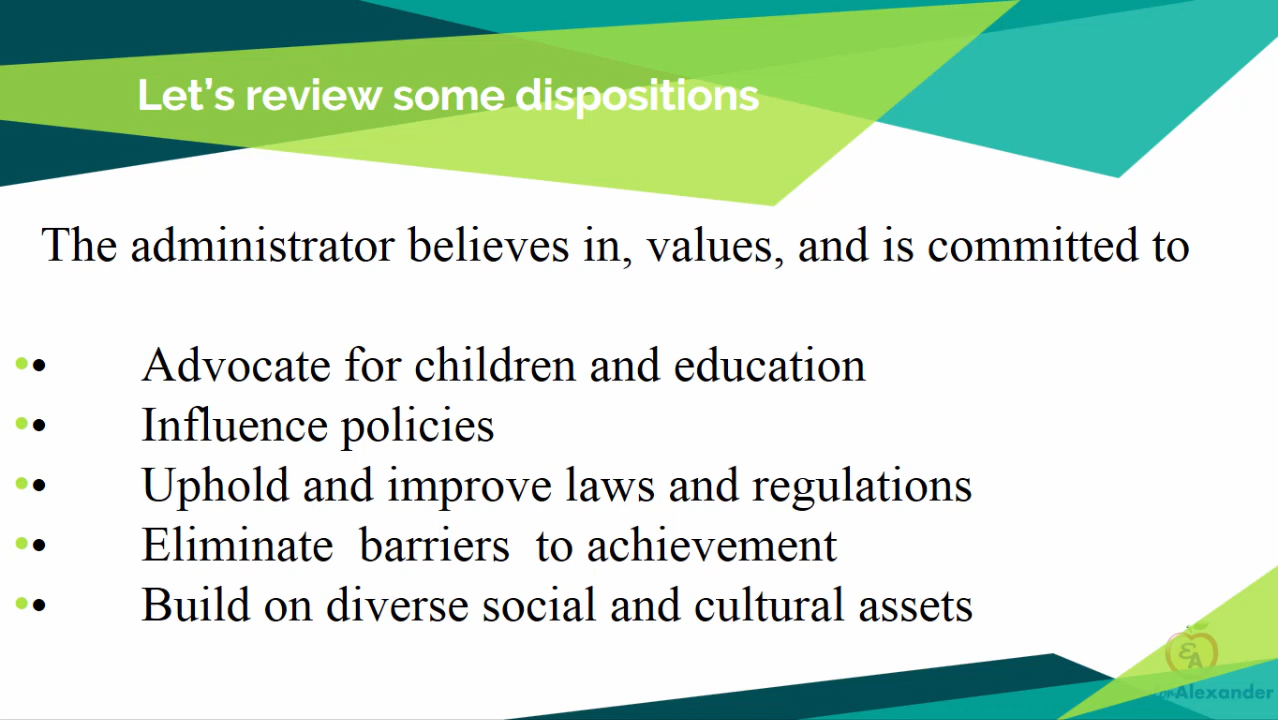 Let's review some dispositions
The administrator believes in, values, and is committed to
•• Advocate for children and education
•• Influence policies
•• Uphold and improve laws and regulations
•• Eliminate  barriers  to achievement
•• Build on diverse social and cultural assets
εA
Alexander